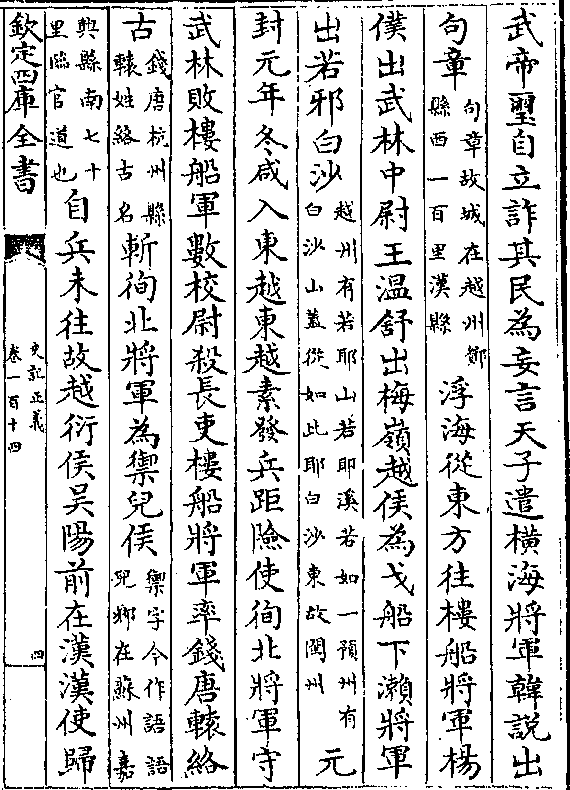 武帝璽自立詐其民為妄言天子遣橫海將軍韓說出
句章句章故城在越州鄮縣西一百里漢縣浮海從東方往樓船將軍楊
僕出武林中尉王溫舒出梅嶺越侯為戈船下瀨將軍
出若邪白沙越州有若耶山若耶溪若如一預州有白沙山蓋從如此耶白沙東故閩州元
封元年冬咸入東越東越素發兵距險使徇北將軍守
武林敗樓船軍數校尉殺長吏樓船將軍率錢唐轅終
古錢唐杭州縣轅姓終古名斬徇北將軍為禦兒侯禦字今作語語兒鄉在蘇州嘉
興縣南七十里臨官道也自兵未往故越衍侯吳陽前在漢漢使歸
欽定四庫全書
史記正義
卷一百十四
四